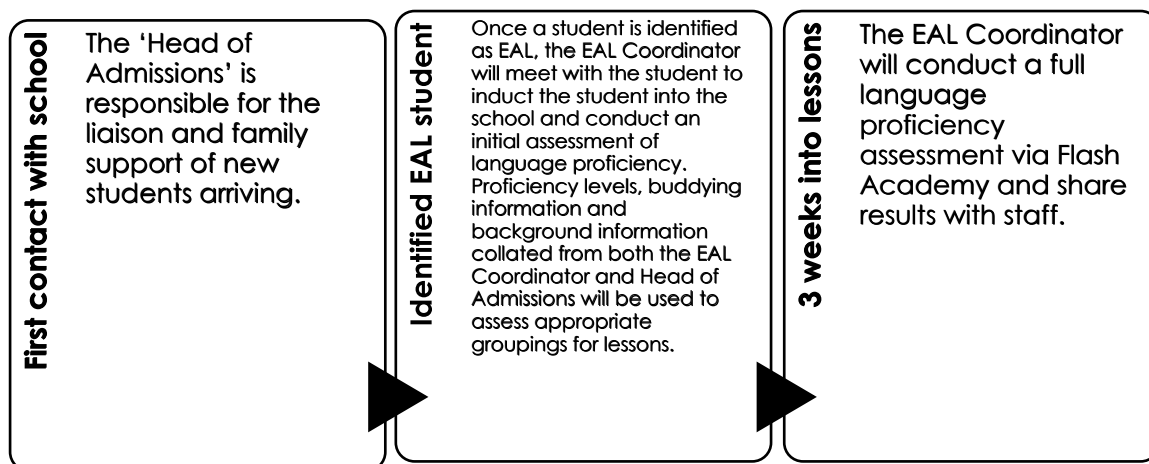 First contact with school
The ‘Head of
Admissions’ is
responsible for the
liaison and family
support of new
students arriving.
Identified EAL student
Once a student is identified
as EAL, the EAL Coordinator
will meet with the student to
induct the student into the
school and conduct an
initial assessment of
language proficiency.
Proficiency levels, buddying
information and
background information
collated from both the EAL
Coordinator and Head of
Admissions will be used to
assess appropriate
groupings for lessons.
3 weeks into lessons
The EAL Coordinator
will conduct a full
language
proficiency
assessment via Flash
Academy and share
results with staff.